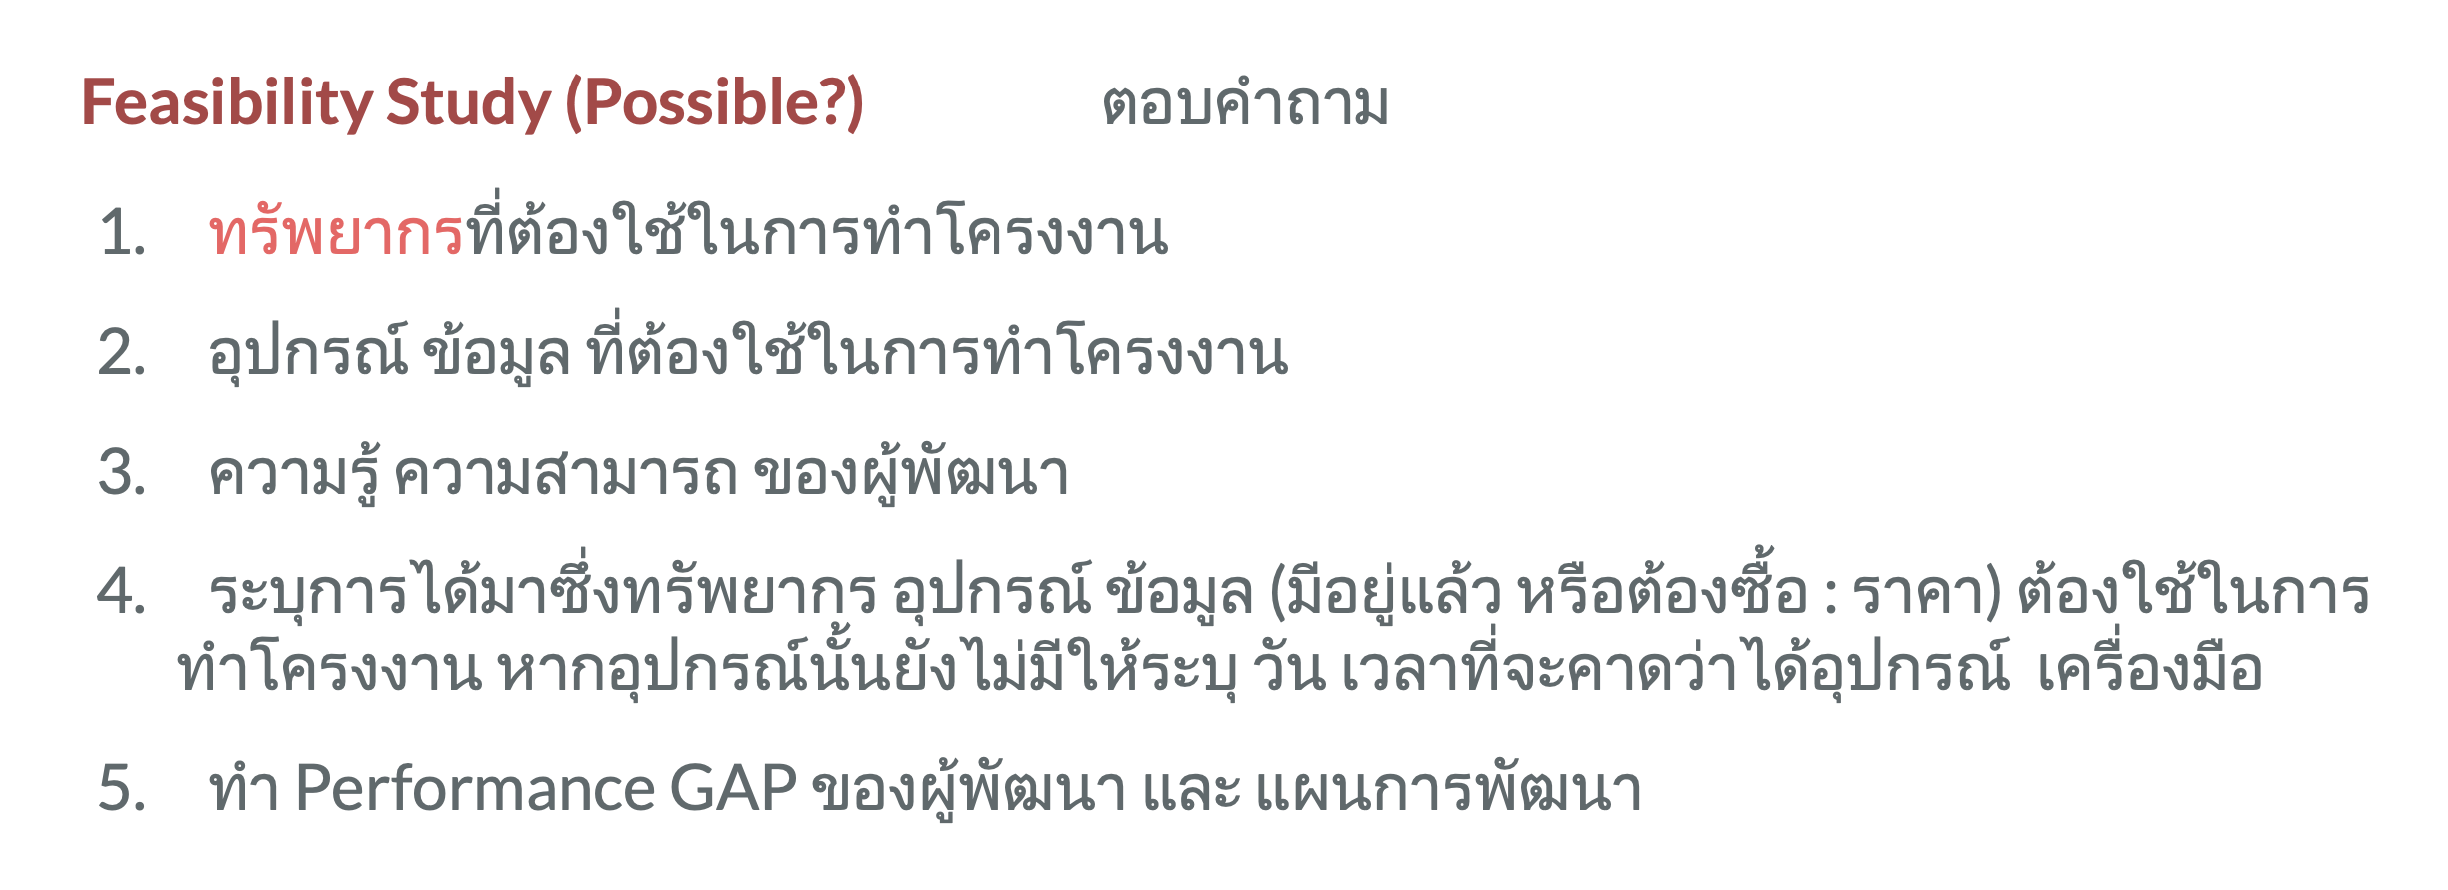 Feasibility Study (Possible?) ตอบคำถาม
1. ทรัพยากรที่ต้องใช้ในการทำโครงงาน
2. อุปกรณ์ ข้อมูล ที่ต้องใช้ในการทำโครงงาน
3. ความรู้ ความสามารถ ของผู้พัฒนา
4. ระบุการได้มาซึ่งทรัพยากร อุปกรณ์ ข้อมูล (มีอยู่แล้ว หรือต้องซื้อ : ราคา) ต้องใช้ในการ
ทำโครงงาน หากอุปกรณ์นั้นยังไม่มีให้ระบุ วัน เวลาที่จะคาดว่าได้อุปกรณ์ เครื่องมือ
5. ทำ Performance GAP ของผู้พัฒนา และ แผนการพัฒนา